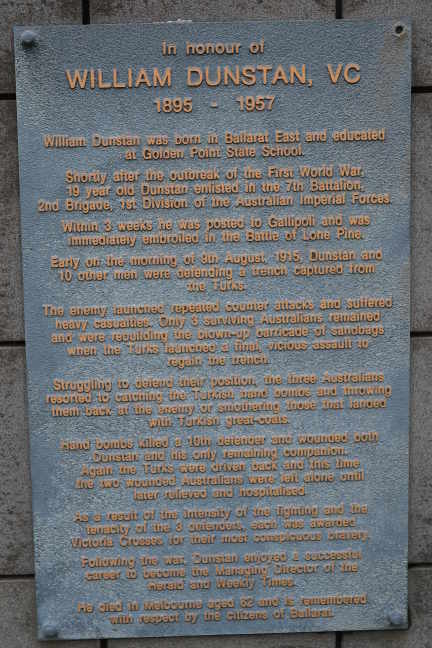 In honour of
WILLIAM DUNSTAN, VC
1895 - 1957
William Dunstan was born in Ballarat East and educated
at Golden Point State School.
Shortly after the outbreak of the First World War,
19 year old Dunstan enlisted in the 7th Battalion,
2nd Brigade, 1st Division of the Australian Imperial Forces.
Within 3 weeks he was posted to Gallipoli and was
immediately embroiled in the Battle of Lone Pine.
Early on the morning of 9th August, 1915, Dunstan and
10 other men were defending a trench captured from
the Turks.
The enemy launched repeated counter attacks and suffered
heavy casualties. Only 3 surviving Australians remained
and were rebuilding the blown-up barricade of sandbags
when the Turks launched a final, vicious assault to
regain the trench.
Struggling to defend their position, the three Australians
resorted to catching the Turkish hand bombs and throwing
them back at the enemy or smothering those that landed
with Turkish great-coats.
Hand bombs killed a 10th defender and wounded both
Dunstan and his only remaining companion.
Again the Turks were driven back and this time
the two wounded Australians were left alone until
later relieved and hospitalised.
As a result of the intensity of the fighting and the
tenacity of the 3 defenders, each was awarded
Victoria Crosses for their most conspicuous bravery.
Following the war, Dunstan enjoyed a successful
career to become the Managing Director of the
Herald and Weekly Times.
He died in Melbourne aged 62 and is remembered
with respect by the citizens of Ballarat.